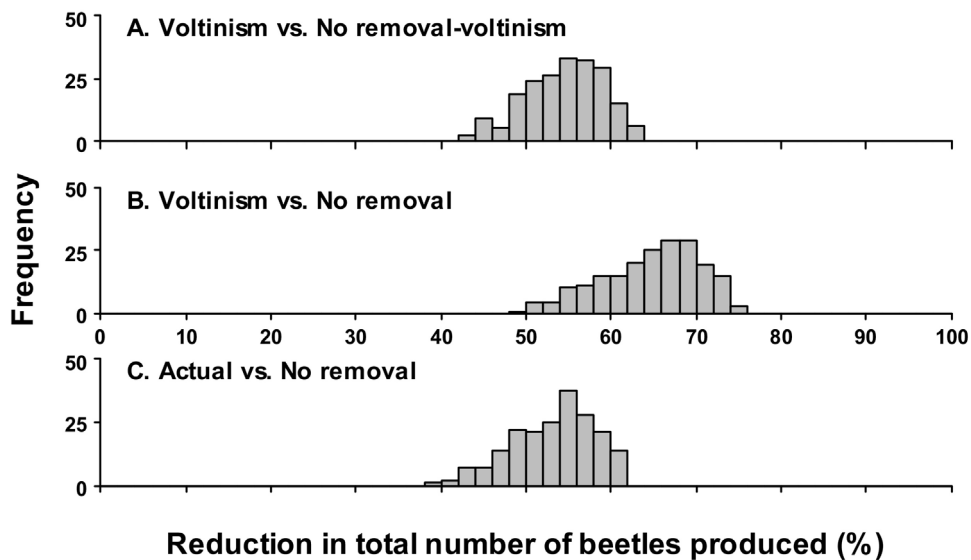 50
A. Voltinism vs. No removal-voltinism
25
0
50
B. Voltinism vs. No removal
25
0
0 10 20 30 40 50 60 70 80 90 100
50
C. Actual vs. No removal
25
0
Frequency
Reduction in total number of beetles produced (%)